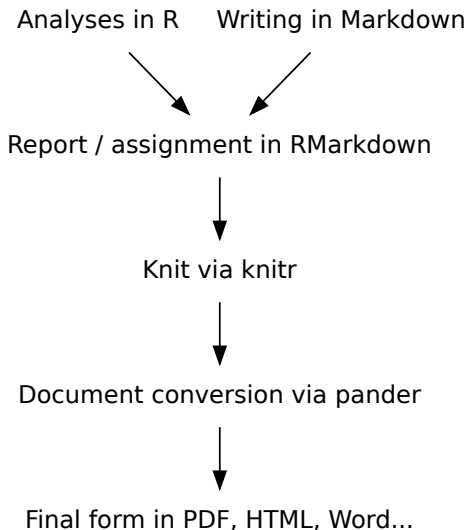 Analyses in R
Writing in Markdown
Report / assignment in RMarkdown
Knit via knitr
Document conversion via pander
Final form in PDF, HTML, Word...